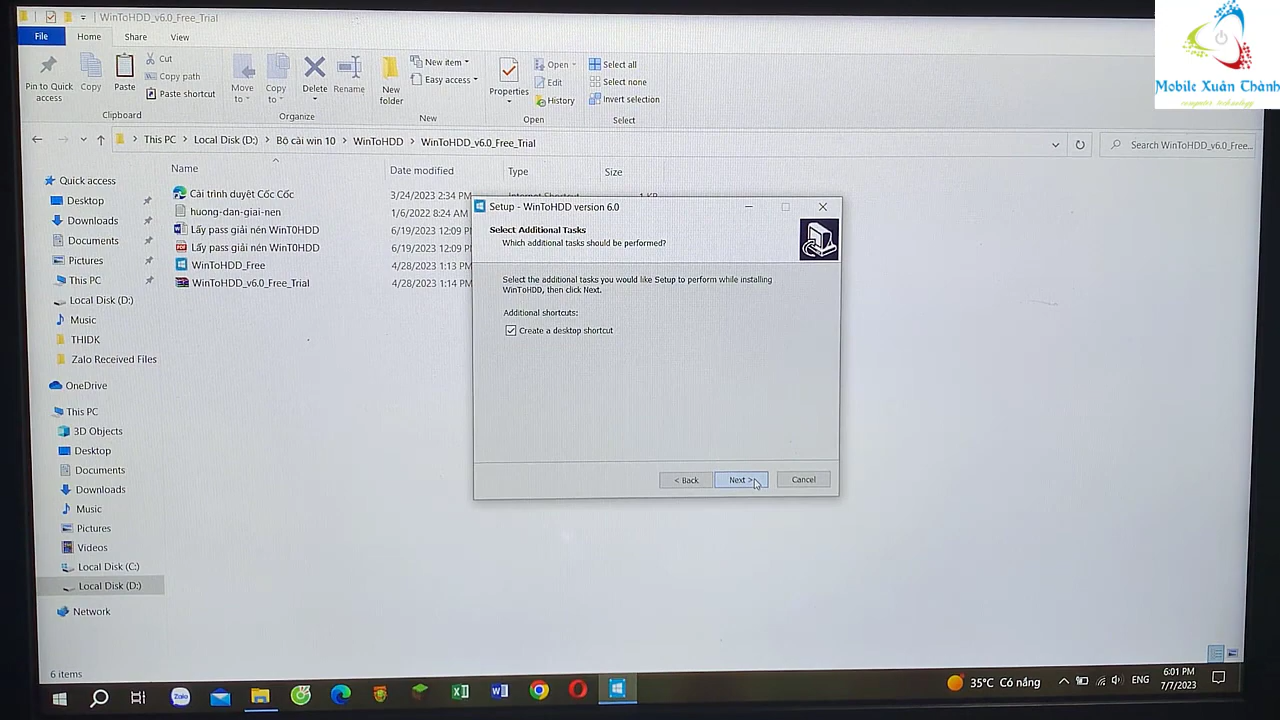 WinToHDD_v6.0_Free_Trial
Mobile Xuân Thành
computer technology
File Home Share View
Pin to Quick access
Copy
Paste
Cut
Copy path
Paste shortcut
Clipboard
Move to
Copy to
Delete
Rename
Organize
New folder
New item
Easy access
New
Properties
Open
Edit
History
Open
Select all
Select none
Invert selection
Select
This PC > Local Disk (D:) > Bô cài win 10 > WinToHDD > WinToHDD_v6.0_Free_Trial
Search WinToHDD_v6.0_Free...
Name Date modified Type Size
Quick access
Desktop
Downloads
Documents
Pictures
This PC
Local Disk (D:)
Music
THIDK
Zalo Received Files
OneDrive
This PC
3D Objects
Desktop
Documents
Downloads
Music
Pictures
Videos
Local Disk (C:)
Local Disk (D:)
Network
Cài trình duyệt Cốc Cốc 3/24/2023 2:34 PM Internet Shortcut 1 KB
huong-dan-giai-nen 1/6/2022 8:24 AM
Lấy pass giải nén WinT0HDD 6/19/2023 12:09
Lấy pass giải nén WinT0HDD 6/19/2023 12:09
WinToHDD_Free 4/28/2023 1:13 PM
WinToHDD_v6.0_Free_Trial 4/28/2023 1:14 PM
Setup - WinToHDD version 6.0
Select Additional Tasks
Which additional tasks should be performed?
Select the additional tasks you would like Setup to perform while installing
WinToHDD, then click Next.
Additional shortcuts:
Create a desktop shortcut
< Back Next > Cancel
6 items
Zalo
35°C Có nắng
ENG
6:01 PM
7/7/2023